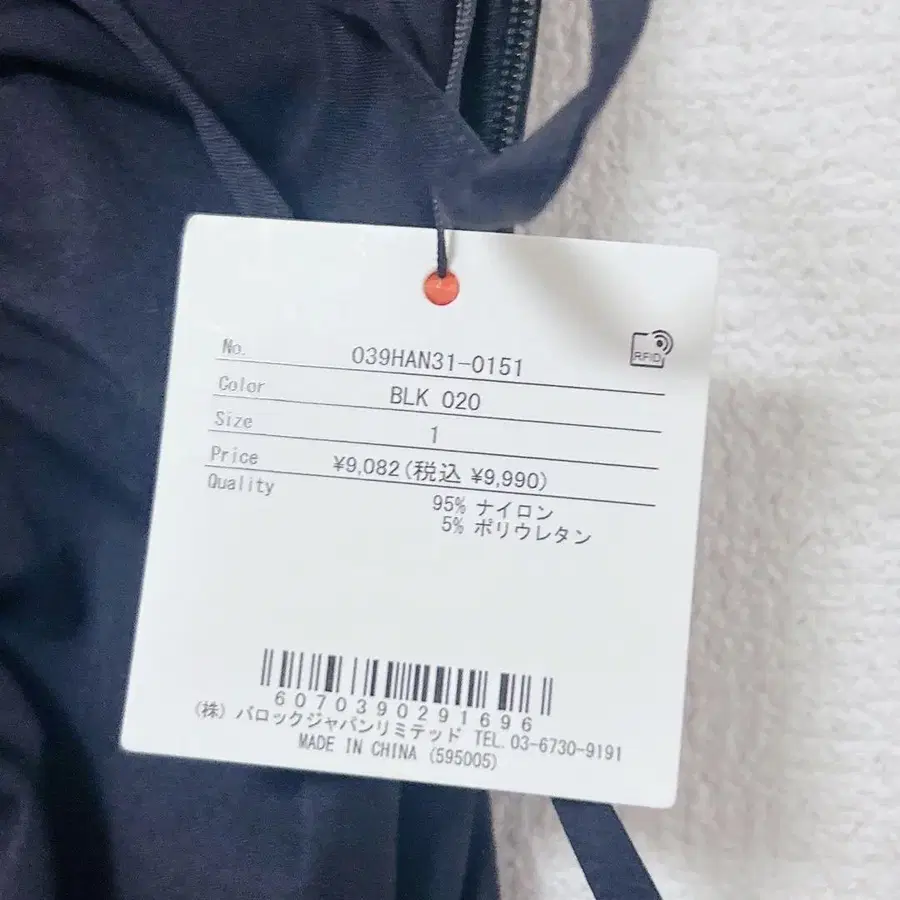 RFID
No. 039HAN31-0151
Color BLK 020
Size 1
Price ¥9,082(税込 ¥9,990)
Quality 95% ナイロン
5% ポリウレタン
6070390291696
(株) バロックジャパンリミテッド TEL. 03-6730-9191
MADE IN CHINA (595005)